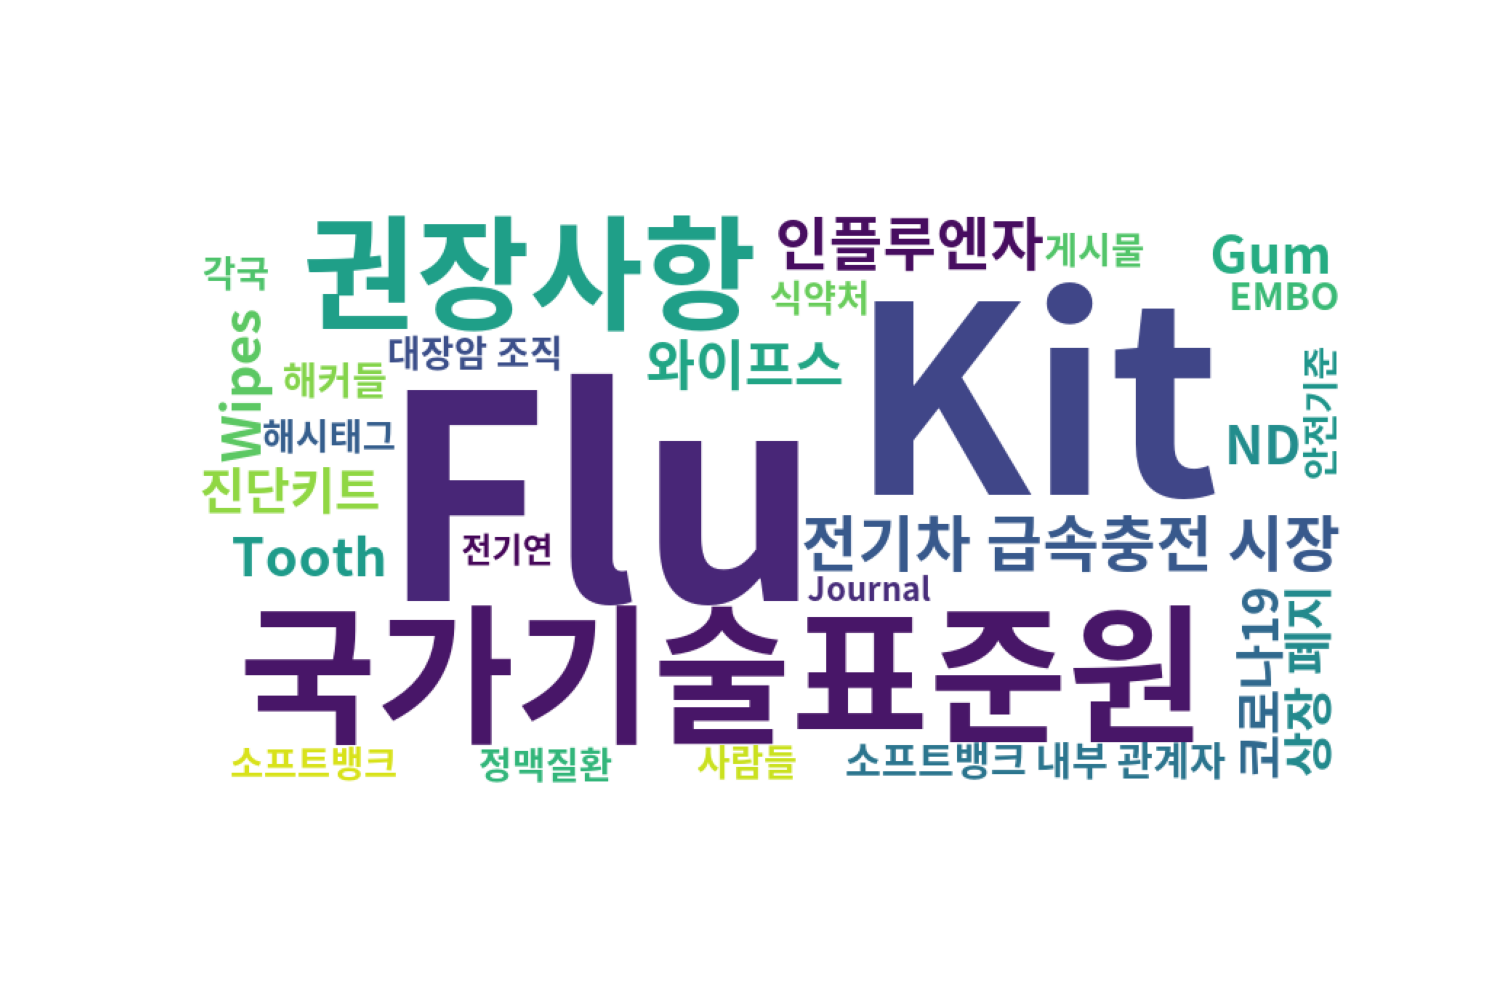 권장사항
인플루엔자
게시물
Gum
각국
식약처
EMBO
Kit
Wipes
대장암 조직
와이프스
해커들
안전기준
Flu
해시태그
ND
진단키트
전기차 급속충전 시장
Tooth
전기연
Journal
코로나19
상장 폐지
국가기술표준원
소프트뱅크
정맥질환
사람들
소프트뱅크 내부 관계자